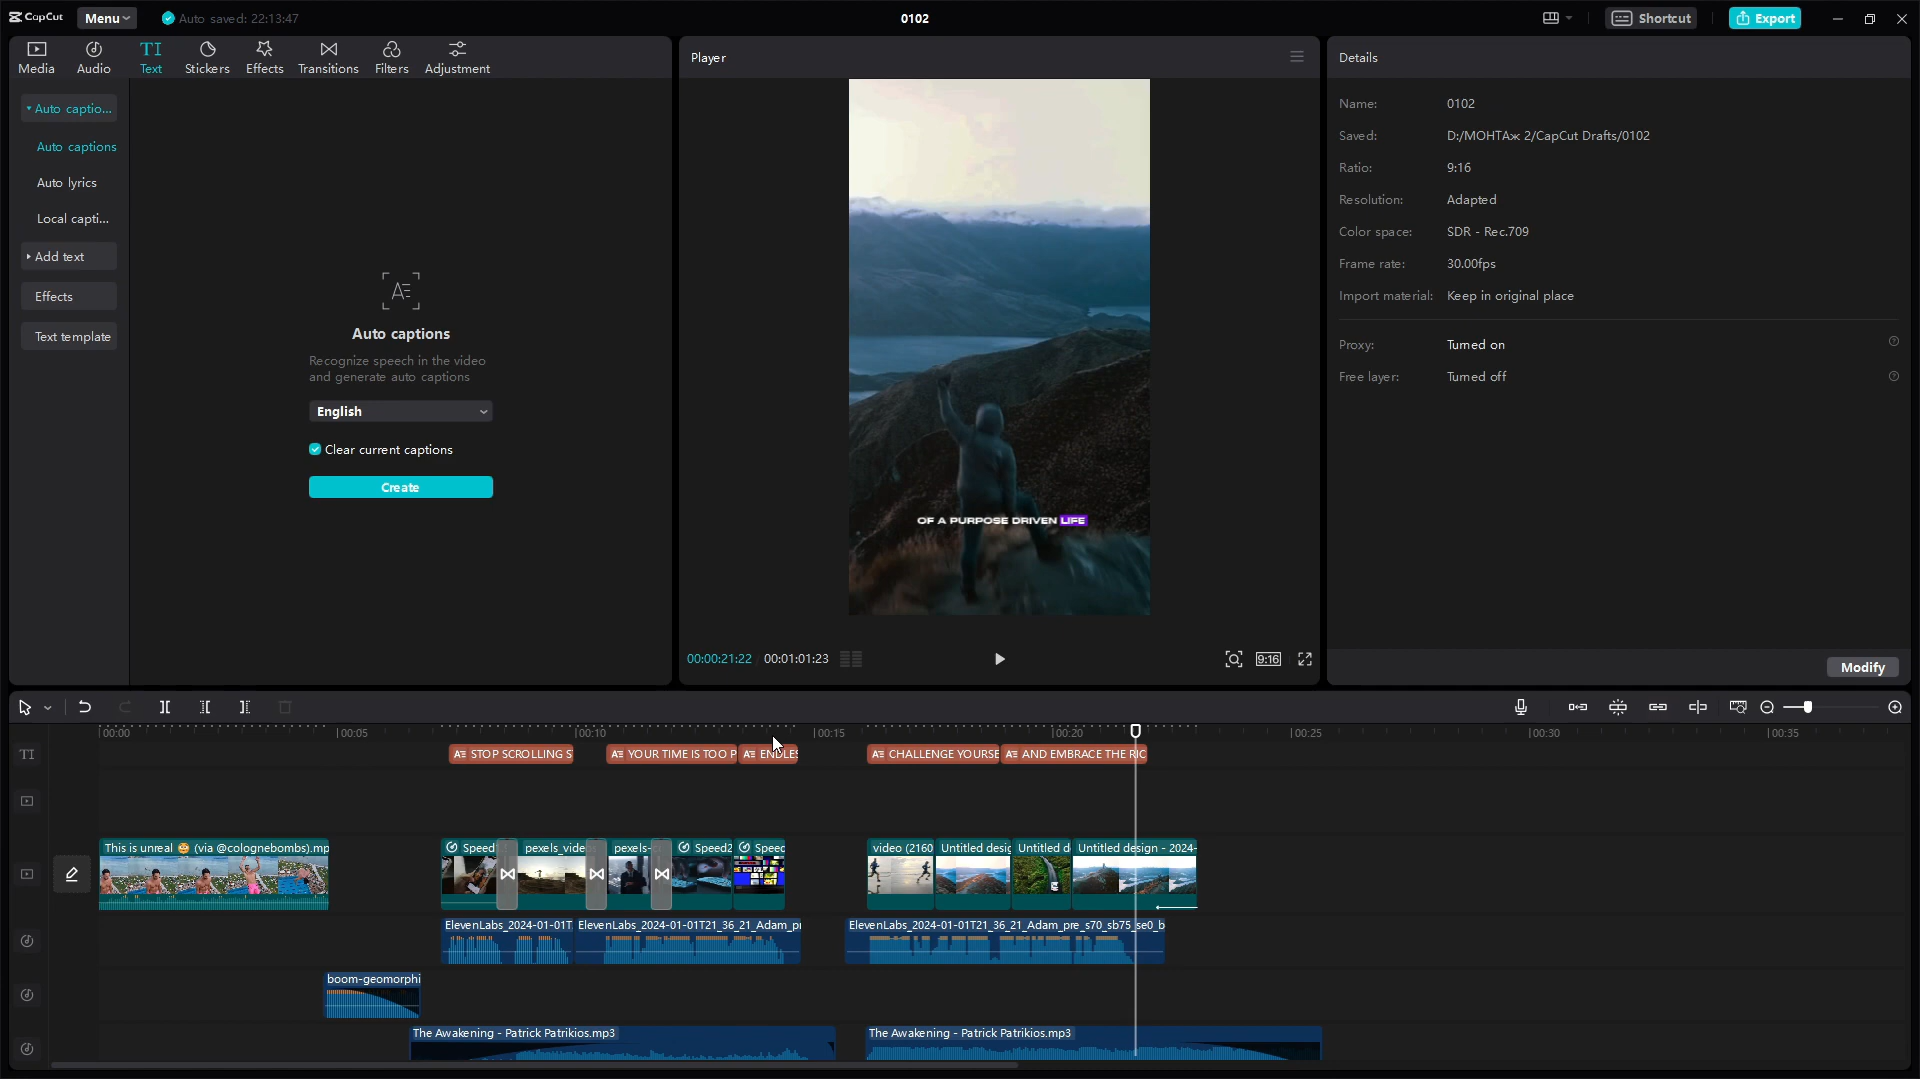 CapCut
Menu
Auto saved: 22:13:47
0102
Shortcut
Export
Media
Audio
TI
Text
Stickers
Effects
Transitions
Filters
Adjustment
Auto captio...
Auto captions
Auto lyrics
Local capti...
Add text
Effects
Text template
Auto captions
Recognize speech in the video
and generate auto captions
English
Clear current captions
Create
Player
OF A PURPOSE DRIVEN LIFE
00:00:21:22
00:01:01:23
9:16
Details
Name: 0102
Saved: D:/МОНТАж 2/CapCut Drafts/0102
Ratio: 9:16
Resolution: Adapted
Color space: SDR - Rec.709
Frame rate: 30.00fps
Import material: Keep in original place
Proxy: Turned on
Free layer: Turned off
Modify
00:00
00:05
00:10
00:15
00:20
00:25
00:30
00:35
TI
STOP SCROLLING S
YOUR TIME IS TOO P
ENDLES
CHALLENGE YOURSE
AND EMBRACE THE RIC
This is unreal 😳 (via @colognebombs).mp
Speed
pexels_vide
pexels-
Speed2
Speed
video (2160
Untitled desig
Untitled d
Untitled design - 2024-
ElevenLabs_2024-01-01T
ElevenLabs_2024-01-01T21_36_21_Adam_p
ElevenLabs_2024-01-01T21_36_21_Adam_pre_s70_sb75_se0_b
boom-geomorphi
The Awakening - Patrick Patrikios.mp3
The Awakening - Patrick Patrikios.mp3